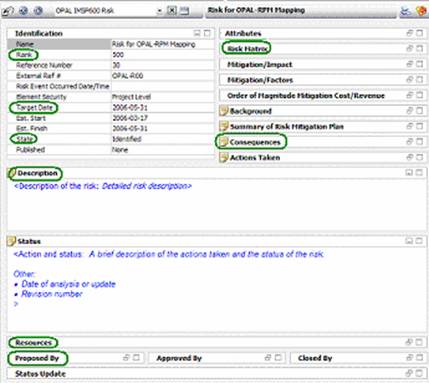 OPAL IMSP600 Risk
Risk for OPAL-RPM Mapping
Identification
Name Risk for OPAL-RPM Mapping
Rank 500
Reference Number 30
External Ref # OPAL-R00
Risk Event Occurred Date/Time
Element Security Project Level
Target Date 2006-05-31
Est. Start 2006-03-17
Est. Finish 2006-05-31
State Identified
Published None
Attributes
Risk Matrix
Mitigation/Impact
Mitigation/Factors
Order of Magnitude Mitigation Cost/Revenue
Background
Summary of Risk Mitigation Plan
Consequences
Actions Taken
Description
<Description of the risk: Detailed risk description>
Status
<Action and status: A brief description of the actions taken and the status of the risk.
Other:
• Date of analysis or update
• Revision number
>
Resources
Proposed By
Approved By
Closed By
Status Update